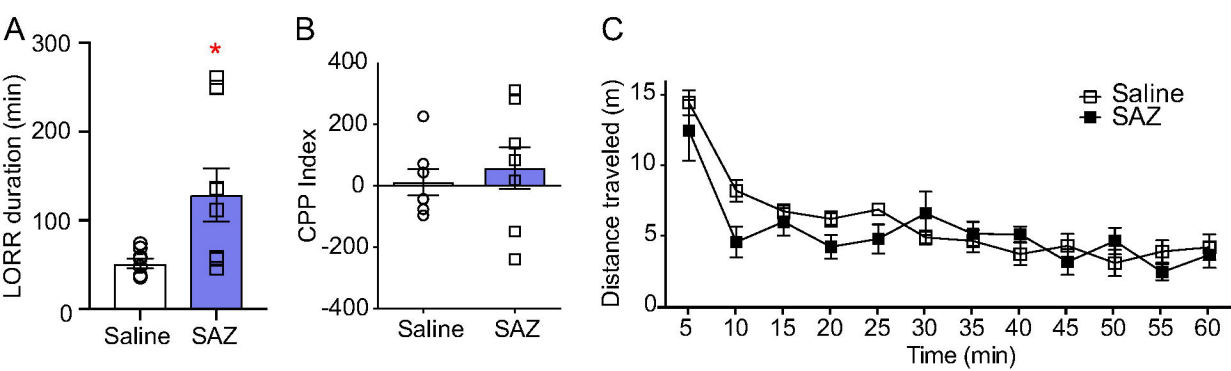 A
LORR duration (min)
300
200
100
0
*
Saline
SAZ
B
CPP Index
400
200
0
-200
-400
Saline
SAZ
C
Distance traveled (m)
15
10
5
0
Saline
SAZ
5 10 15 20 25 30 35 40 45 50 55 60
Time (min)